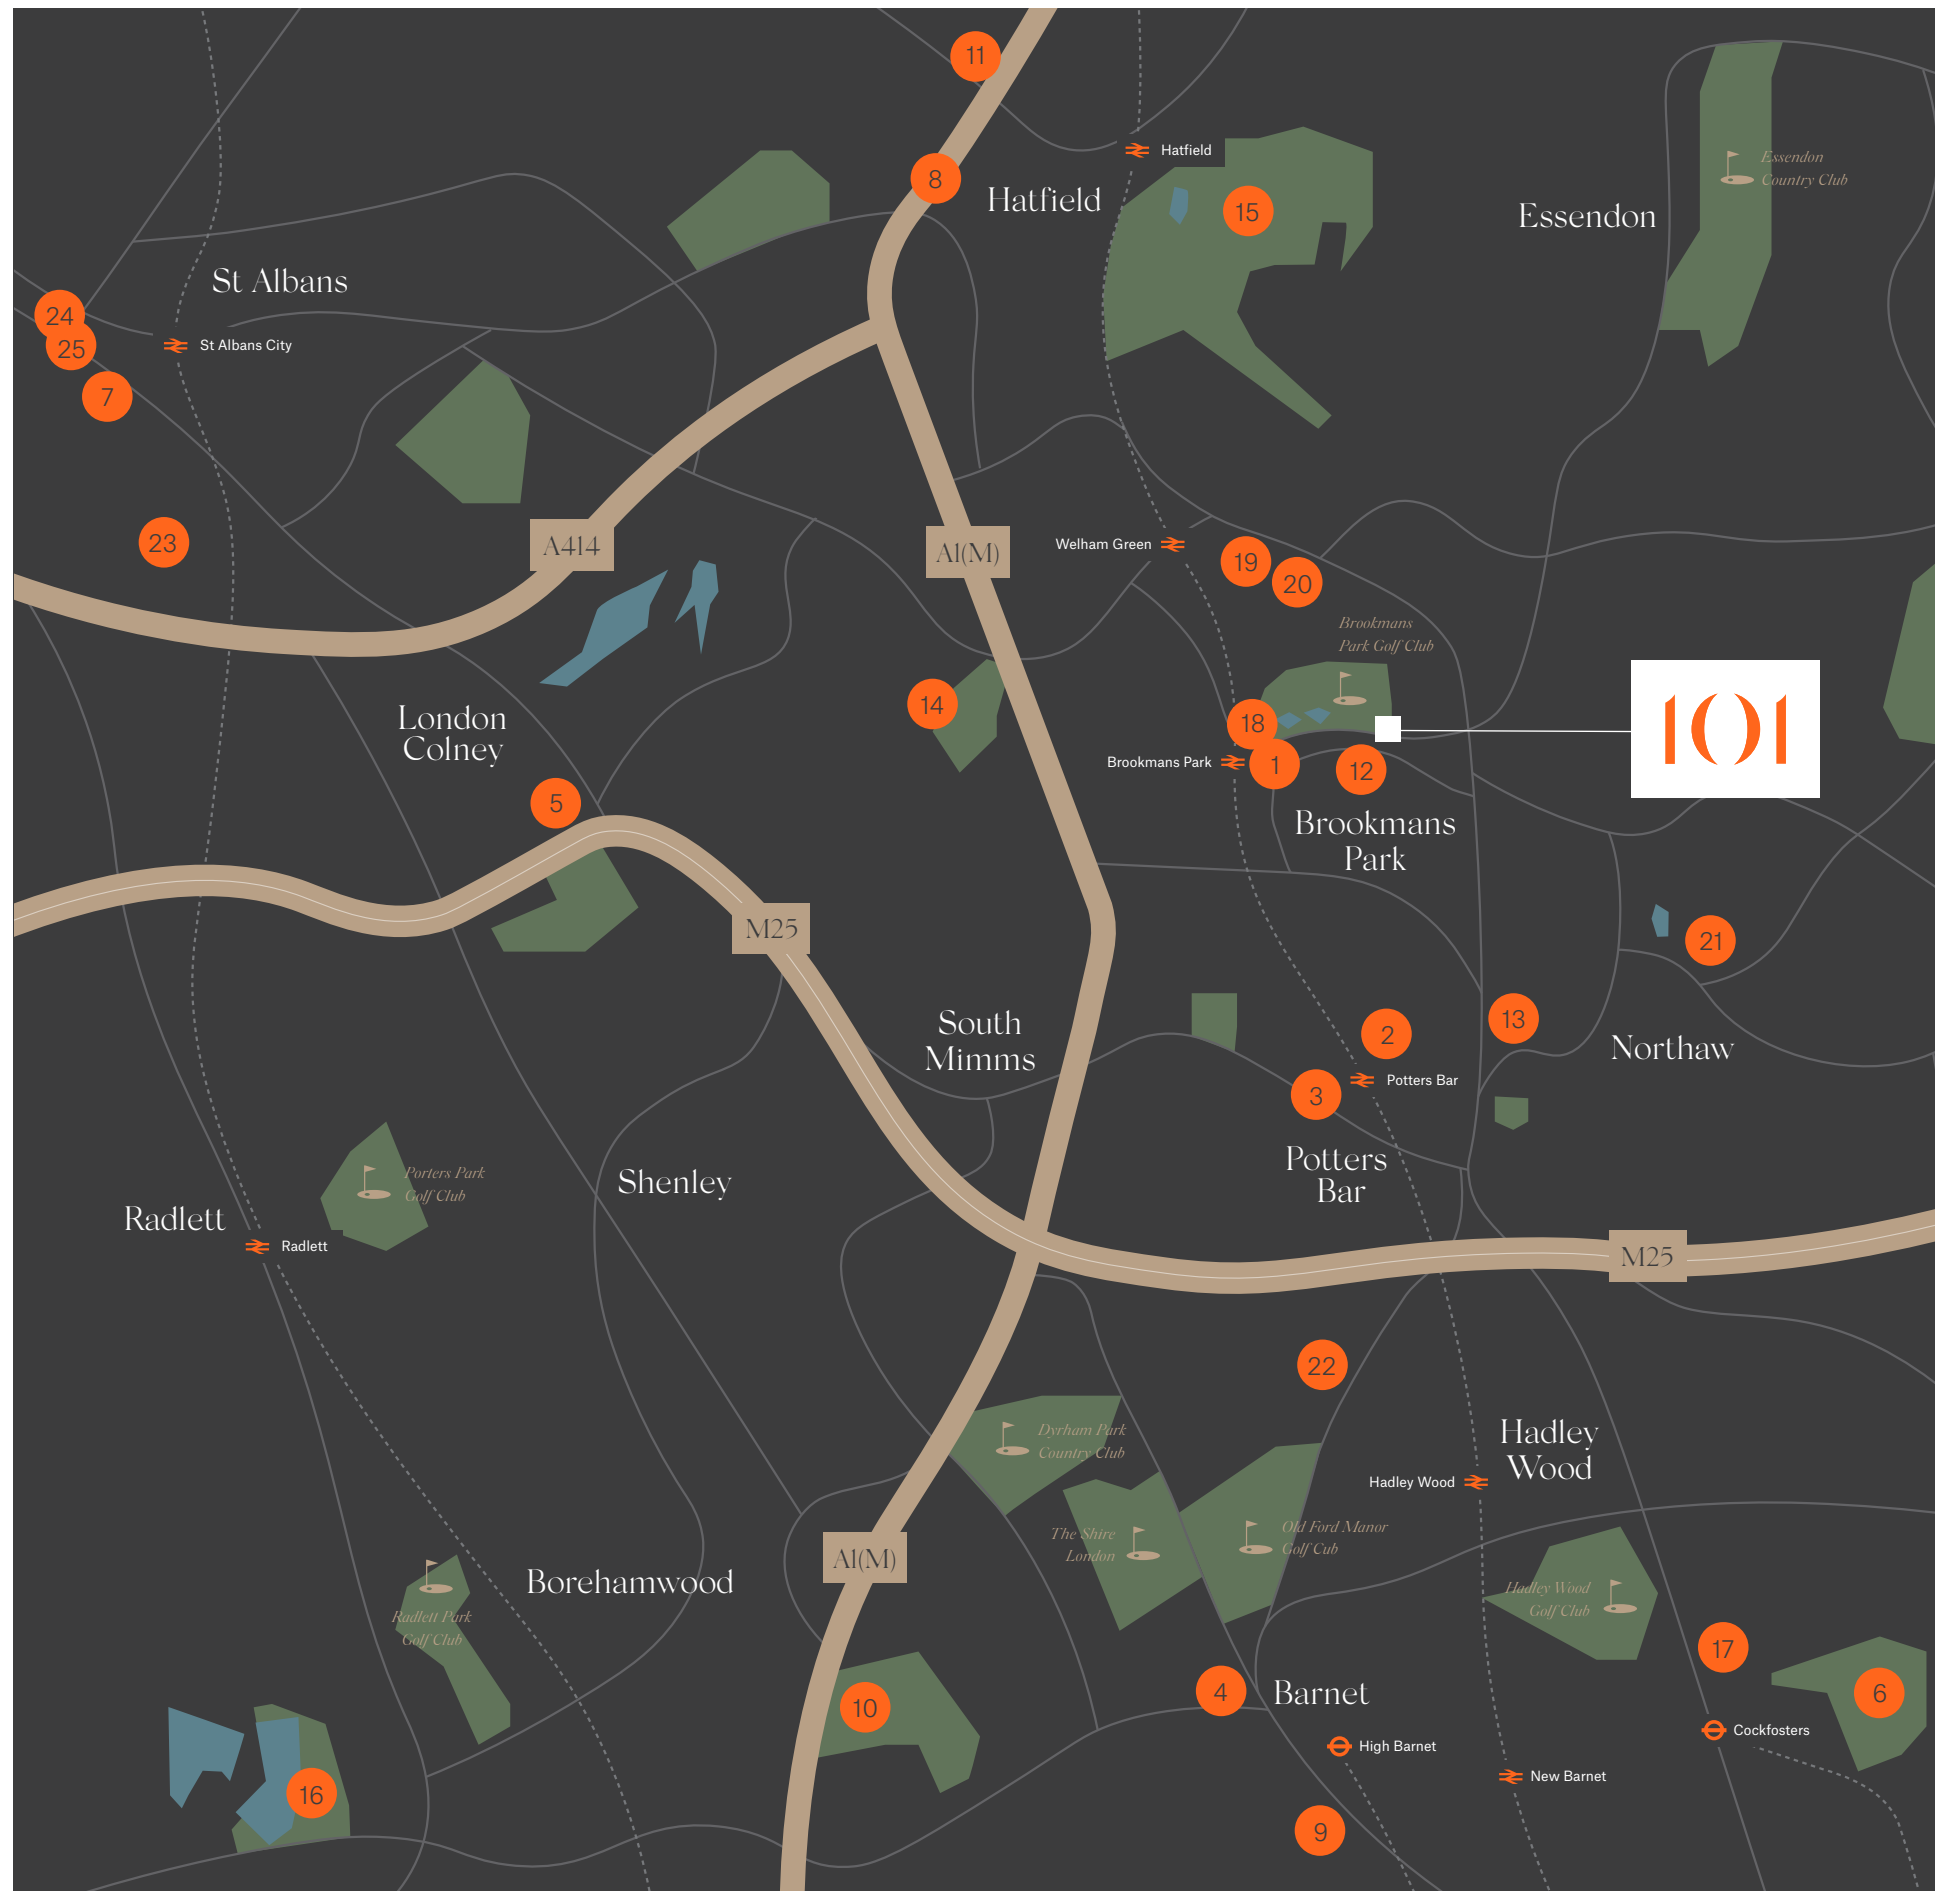 11
8
Hatfield
Hatfield
15
Essendon
Essendon
Country Club
St Albans
24
25
St Albans City
7
23
A414
A1(M)
Welham Green
19
20
Brookmans
Park Golf Club
14
London
Colney
18
101
Brookmans Park
1
12
5
Brookmans
Park
M25
21
South
Mimms
2
13
Northaw
3
Potters Bar
Potters
Bar
Porters Park
Golf Club
Shenley
Radlett
Radlett
M25
22
Dyrham Park
Country Club
Hadley
Wood
Hadley Wood
The Shire
London
Old Ford Manor
Golf Cub
A1(M)
Borehamwood
Radlett Park
Golf Club
Hadley Wood
Golf Club
17
4
Barnet
6
10
Cockfosters
High Barnet
New Barnet
16
9